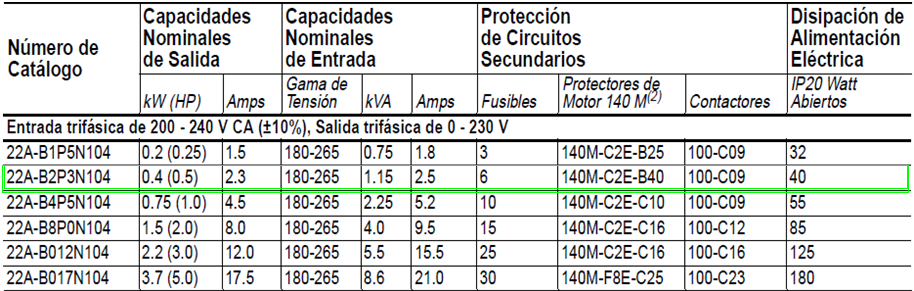 Número de Catálogo | Capacidades Nominales de Salida | Capacidades Nominales de Entrada | Protección de Circuitos Secundarios | Disipación de Alimentación Eléctrica
kW (HP) | Amps | Gama de Tensión | kVA | Amps | Fusibles | Protectores de Motor 140 M(2) | Contactores | IP20 Watt Abiertos
Entrada trifásica de 200 - 240 V CA (±10%), Salida trifásica de 0 - 230 V
22A-B1P5N104 | 0.2 (0.25) | 1.5 | 180-265 | 0.75 | 1.8 | 3 | 140M-C2E-B25 | 100-C09 | 32
22A-B2P3N104 | 0.4 (0.5) | 2.3 | 180-265 | 1.15 | 2.5 | 6 | 140M-C2E-B40 | 100-C09 | 40
22A-B4P5N104 | 0.75 (1.0) | 4.5 | 180-265 | 2.25 | 5.2 | 10 | 140M-C2E-C10 | 100-C09 | 55
22A-B8P0N104 | 1.5 (2.0) | 8.0 | 180-265 | 4.0 | 9.5 | 15 | 140M-C2E-C16 | 100-C12 | 85
22A-B012N104 | 2.2 (3.0) | 12.0 | 180-265 | 5.5 | 15.5 | 25 | 140M-C2E-C16 | 100-C16 | 125
22A-B017N104 | 3.7 (5.0) | 17.5 | 180-265 | 8.6 | 21.0 | 30 | 140M-F8E-C25 | 100-C23 | 180